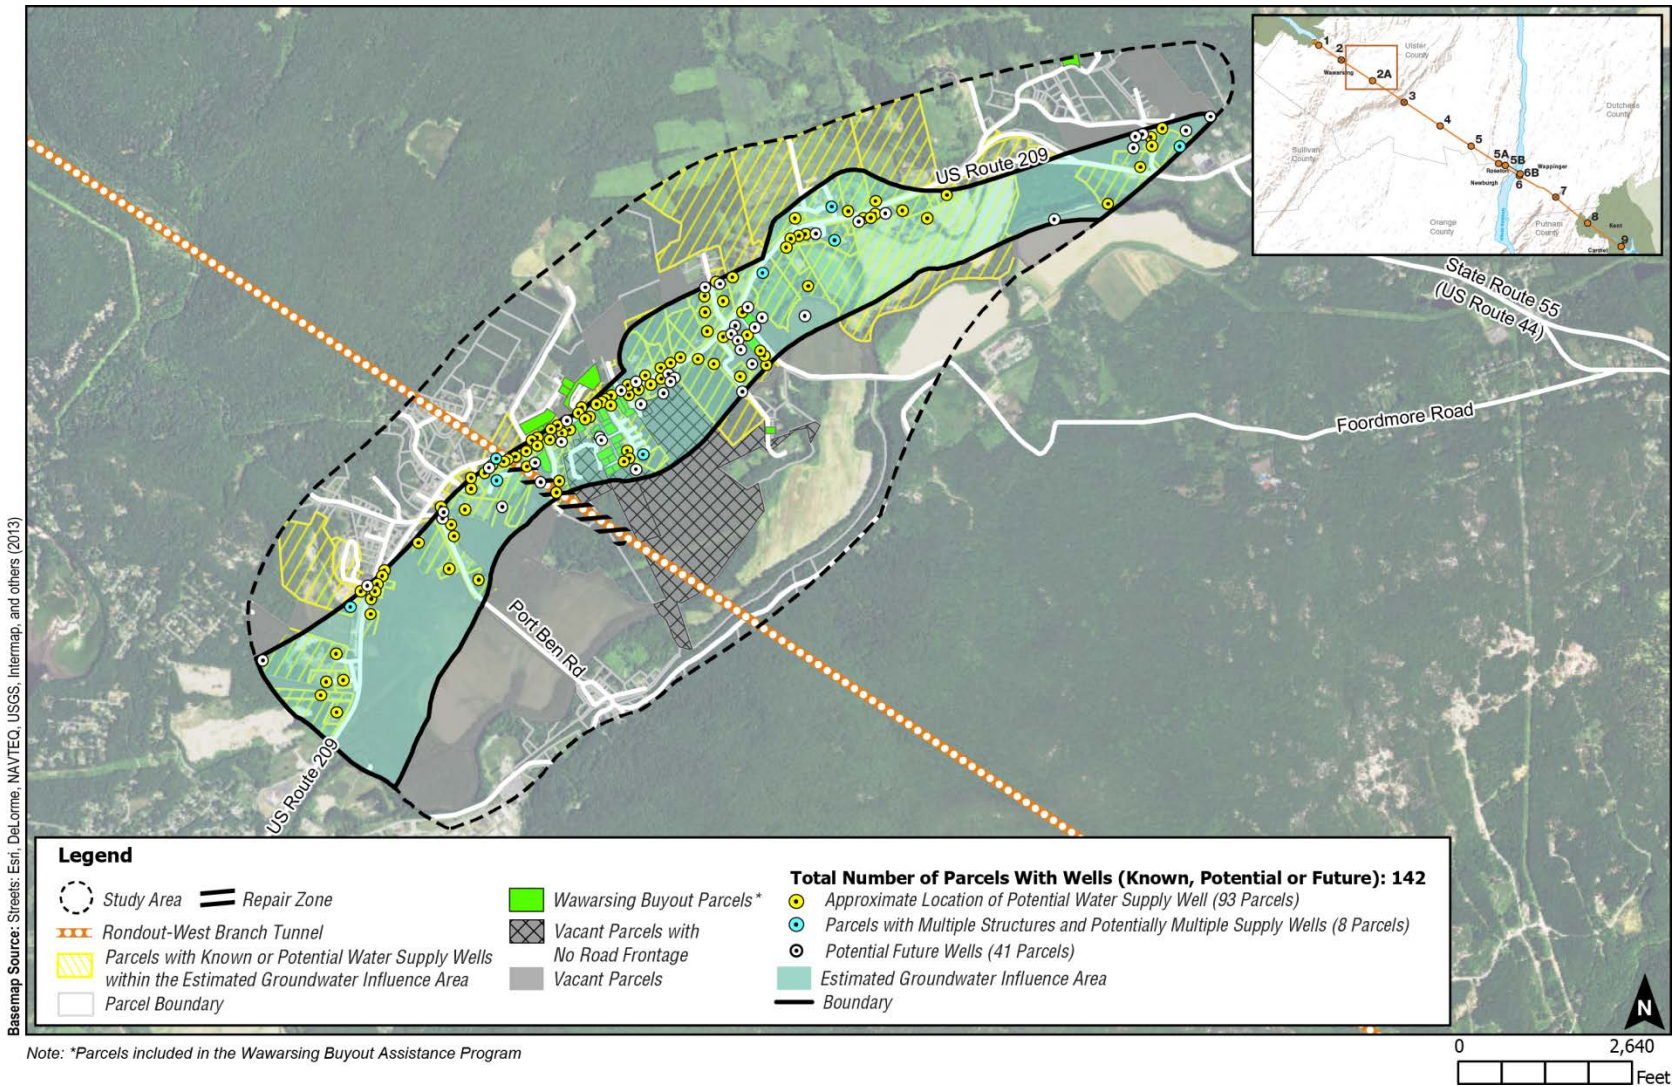 1
2
Ulster
County
Wawarsing
2A
3
Dutchess
County
4
Sullivan
County
5
5A
5B
Roseton
Wappinger
6B
Newburgh
6
7
Orange
County
Putnam
County
8
Kent
9
Carmel
US Route 209
State Route 55
(US Route 44)
Foordmore Road
Port Ben Rd
US Route 209
Basemap Source: Streets: Esri, DeLorme, NAVTEQ, USGS, Intermap, and others (2013)
Legend
Study Area
Repair Zone
Rondout-West Branch Tunnel
Parcels with Known or Potential Water Supply Wells
within the Estimated Groundwater Influence Area
Parcel Boundary
Wawarsing Buyout Parcels*
Vacant Parcels with
No Road Frontage
Vacant Parcels
Total Number of Parcels With Wells (Known, Potential or Future): 142
Approximate Location of Potential Water Supply Well (93 Parcels)
Parcels with Multiple Structures and Potentially Multiple Supply Wells (8 Parcels)
Potential Future Wells (41 Parcels)
Estimated Groundwater Influence Area
Boundary
N
0 2,640
Feet
Note: *Parcels included in the Wawarsing Buyout Assistance Program